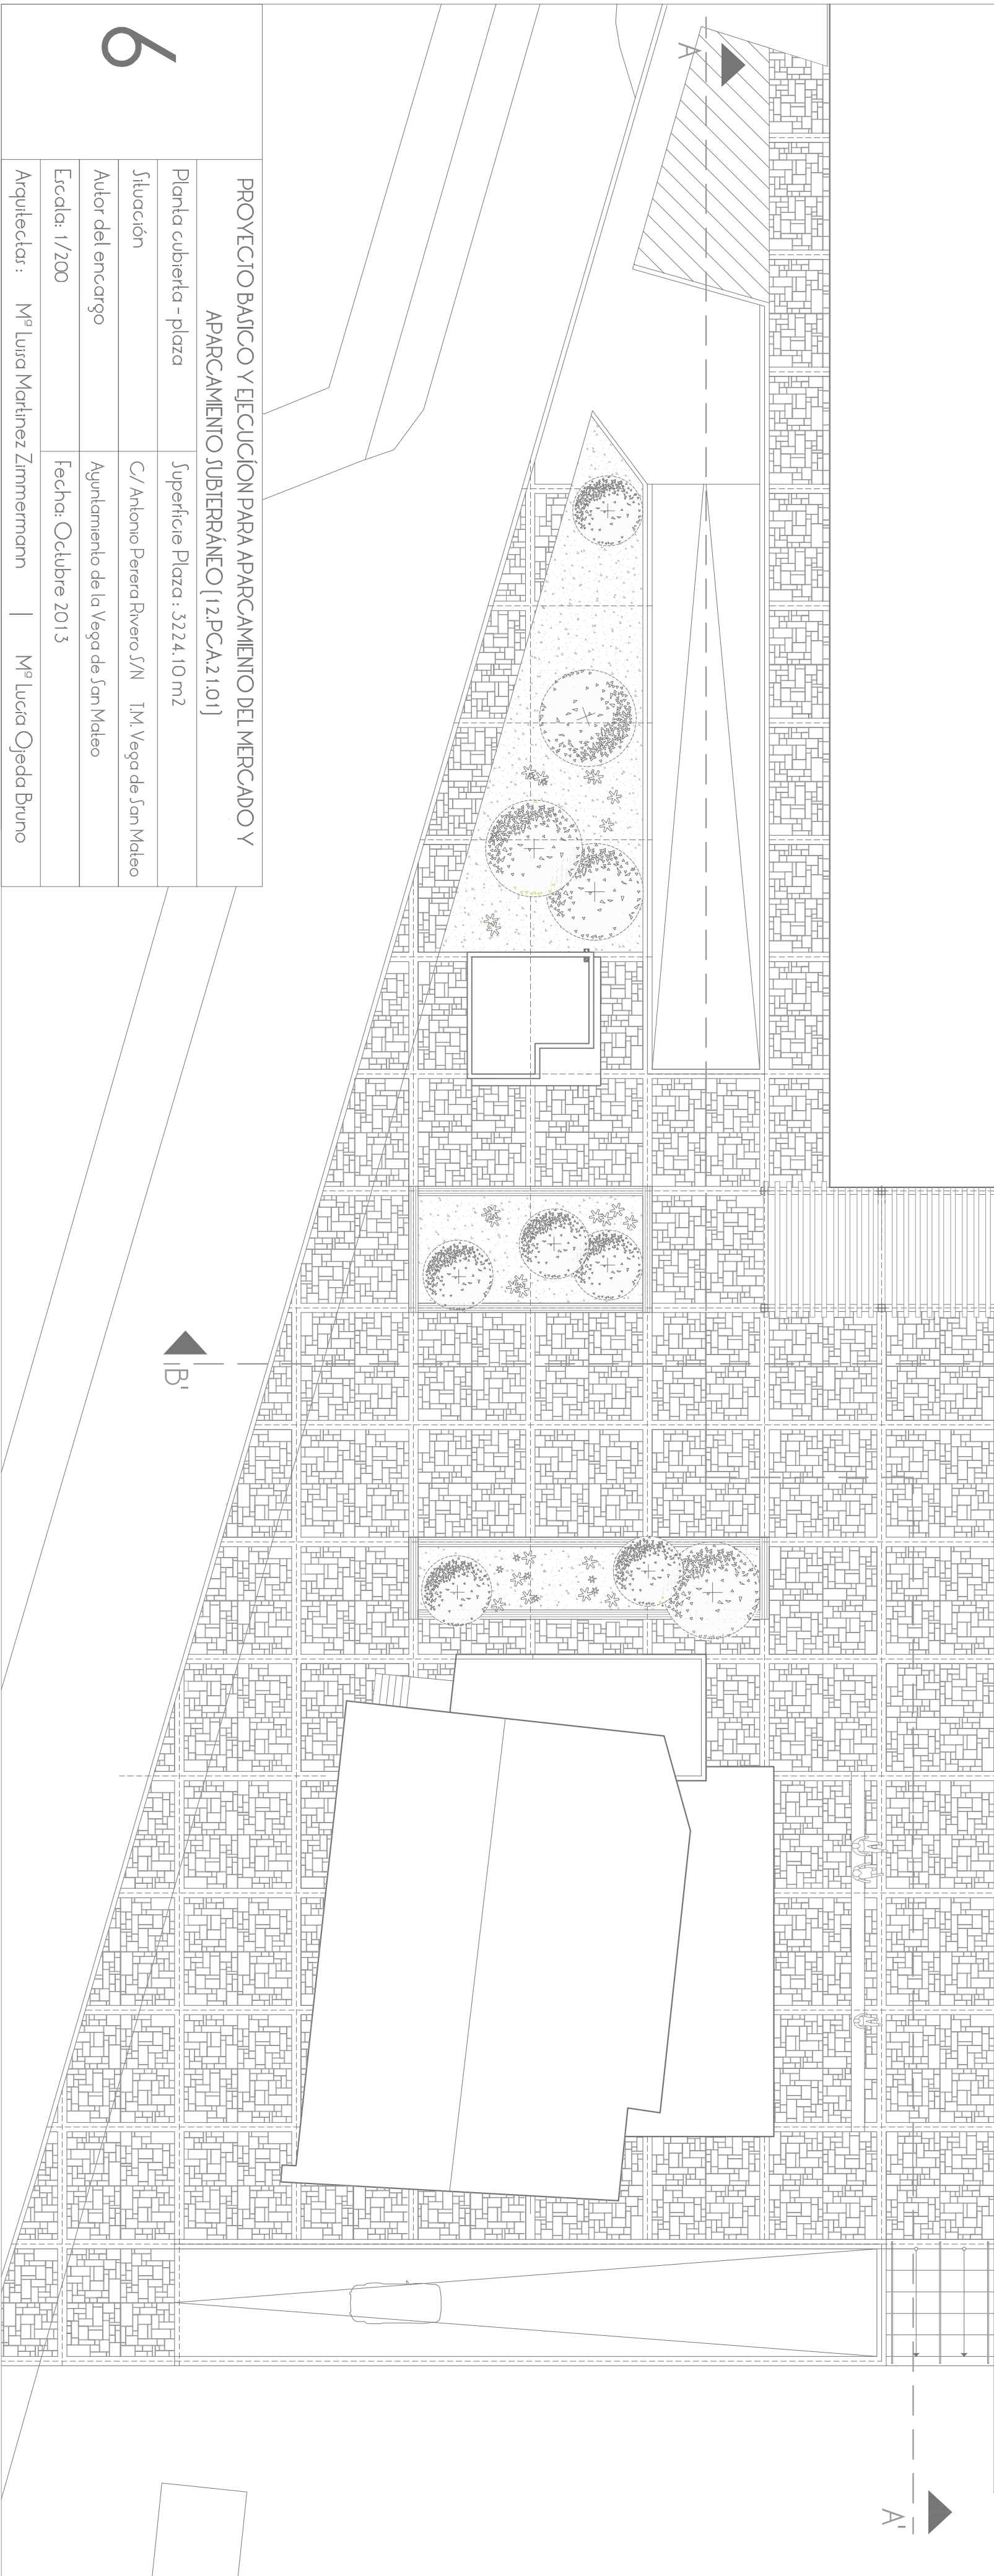 6
PROYECTO BASICO Y EJECUCÍON PARA APARCAMIENTO DEL MERCADO Y
APARCAMIENTO SUBTERRÁNEO (12.PCA.21.01)
Planta cubierta - plaza
Superficie Plaza : 3224.10 m2
Situación
C/ Antonio Perera Rivero S/N T.M. Vega de San Mateo
Autor del encargo
Ayuntamiento de la Vega de San Mateo
Escala: 1/200
Fecha: Octubre 2013
Arquitectas : Mª Luisa Martinez Zimmermann | Mª Lucía Ojeda Bruno
A
B'
A'